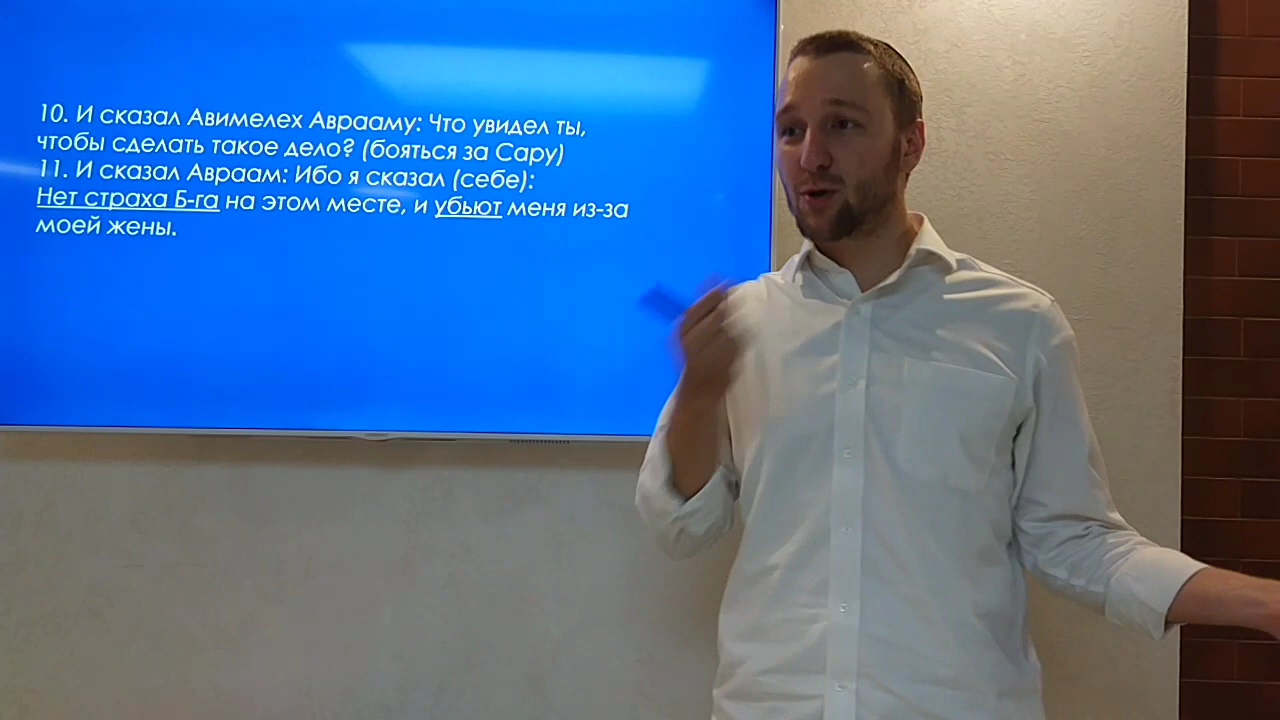 10. И сказал Авимелех Аврааму: Что увидел ты,
чтобы сделать такое дело? (бояться за Сару)
11. И сказал Авраам: Ибо я сказал (себе):
Нет страха Б-га на этом месте, и убьют меня из-за
моей жены.